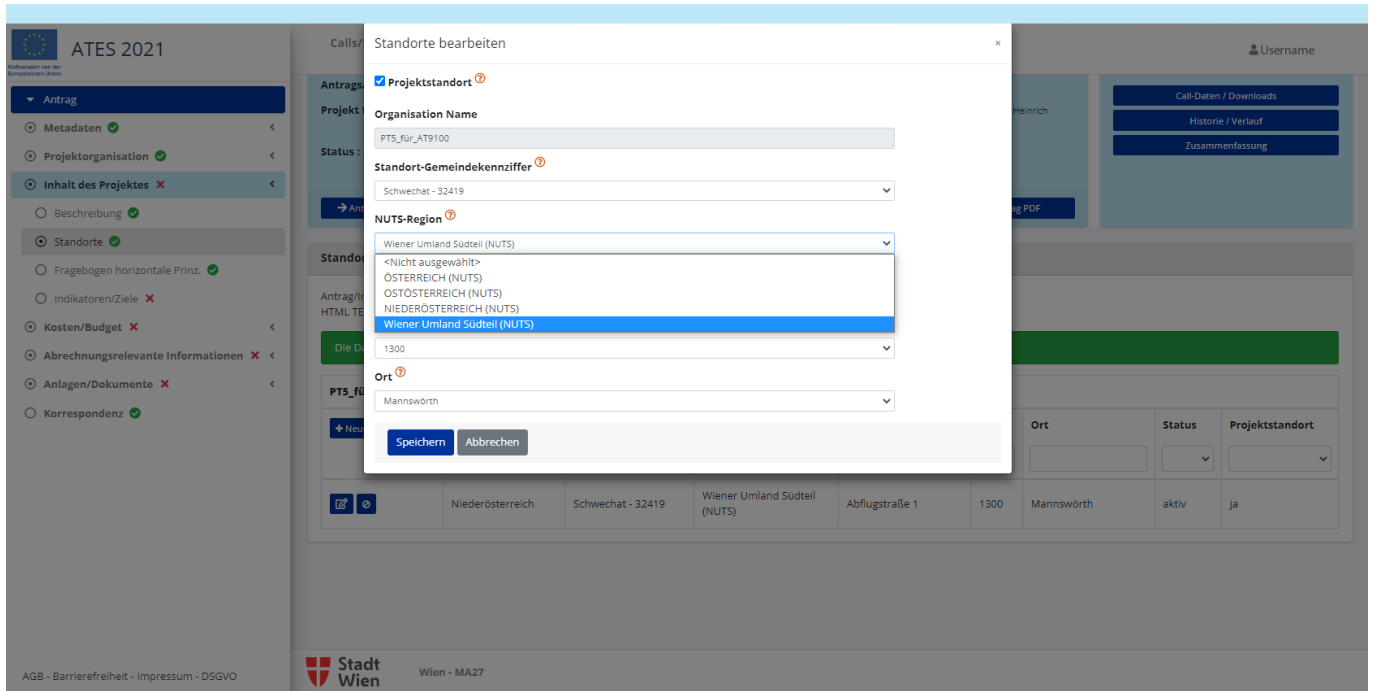 ATES 2021
Kofinanziert von der
Europäischen Union
Antrag
Metadaten
Projektorganisation
Inhalt des Projektes
Beschreibung
Standorte
Fragebogen horizontale Prinz.
Indikatoren/Ziele
Kosten/Budget
Abrechnungsrelevante Informationen
Anlagen/Dokumente
Korrespondenz
AGB - Barrierefreiheit - Impressum - DSGVO
Calls/
Username
Antrags
Projekt
Heinrich
Status :
Ant
ag PDF
Call-Daten / Downloads
Historie / Verlauf
Zusammenfassung
Standorte bearbeiten
×
Projektstandort
Organisation Name
PT5_für_AT9100
Standort-Gemeindekennziffer
Schwechat - 32419
NUTS-Region
Wiener Umland Südteil (NUTS)
<Nicht ausgewählt>
ÖSTERREICH (NUTS)
OSTÖSTERREICH (NUTS)
NIEDERÖSTERREICH (NUTS)
Wiener Umland Südteil (NUTS)
1300
Ort
Mannswörth
Speichern Abbrechen
Stando
Antrag/In
HTML TE
Die Da
PT5_fü
+ Neu
Ort Status Projektstandort
Niederösterreich Schwechat - 32419 Wiener Umland Südteil (NUTS) Abflugstraße 1 1300 Mannswörth aktiv ja
Stadt
Wien
Wien - MA27